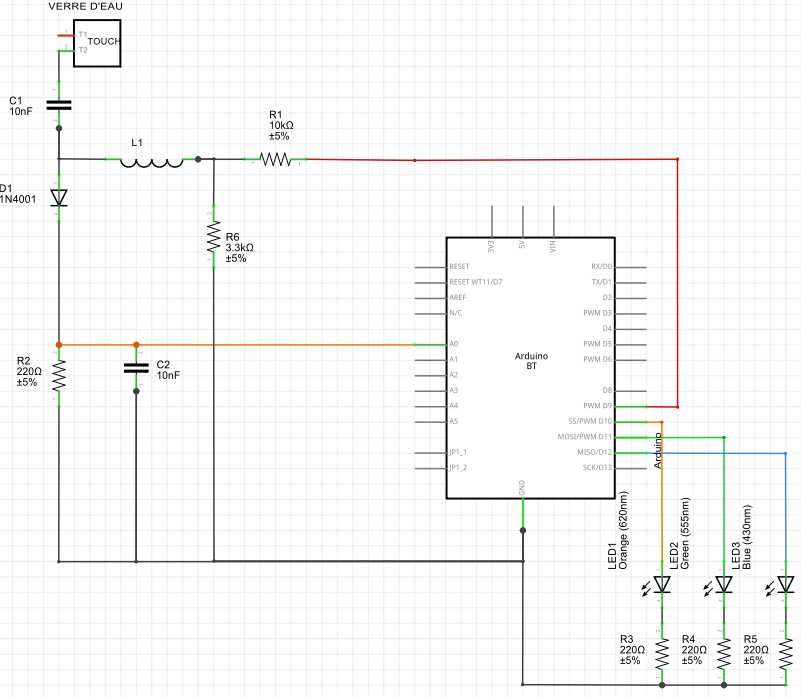 VERRE D'EAU
T1
TOUCH
T2
C1
10nF
L1
R1
10kΩ
±5%
D1
1N4001
R6
3.3kΩ
±5%
R2
220Ω
±5%
C2
10nF
3V3
5V
VIN
RESET
RESET WT11/D7
AREF
N/C
A0
A1
A2
A3
A4
A5
JP1_1
JP1_2
Arduino
BT
RX/D0
TX/D1
D2
PWM D3
D4
PWM D5
PWM D6
D8
PWM D9
SS/PWM D10
MOSI/PWM D11
MISO/D12
SCK/D13
GND
Arduino
LED1
Orange (620nm)
LED2
Green (555nm)
LED3
Blue (430nm)
R3
220Ω
±5%
R4
220Ω
±5%
R5
220Ω
±5%